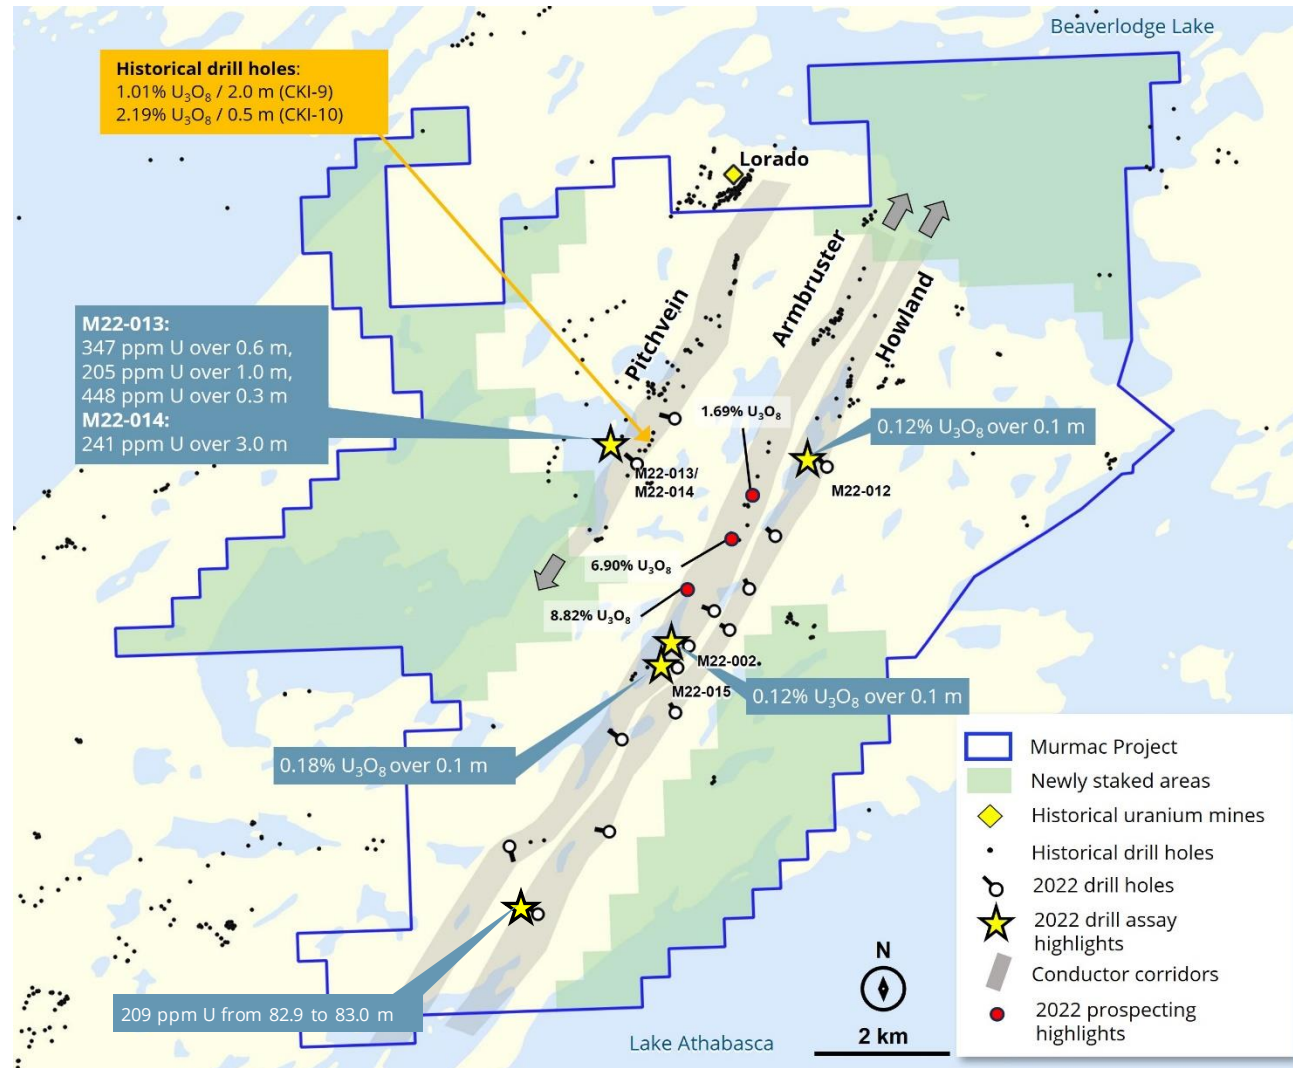 Beaverlodge Lake
Historical drill holes:
1.01% U₃O₈ / 2.0 m (CKI-9)
2.19% U₃O₈ / 0.5 m (CKI-10)
Lorado
Pitchvein
Armbruster
Howland
M22-013:
347 ppm U over 0.6 m,
205 ppm U over 1.0 m,
448 ppm U over 0.3 m
M22-014:
241 ppm U over 3.0 m
1.69% U₃O₈
0.12% U₃O₈ over 0.1 m
M22-013/
M22-014
M22-012
6.90% U₃O₈
8.82% U₃O₈
M22-002
M22-015
0.12% U₃O₈ over 0.1 m
0.18% U₃O₈ over 0.1 m
209 ppm U from 82.9 to 83.0 m
Lake Athabasca
N
2 km
Murmac Project
Newly staked areas
Historical uranium mines
Historical drill holes
2022 drill holes
2022 drill assay
highlights
Conductor corridors
2022 prospecting
highlights